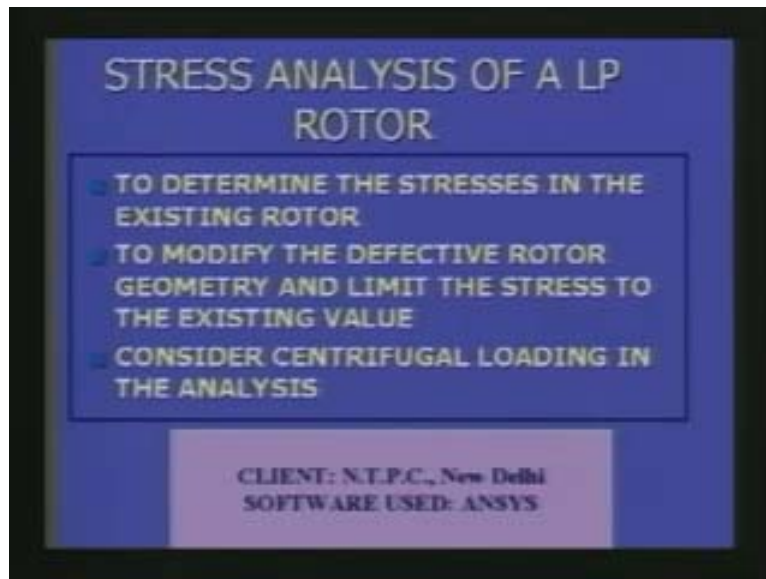 STRESS ANALYSIS OF A LP
ROTOR
TO DETERMINE THE STRESSES IN THE
EXISTING ROTOR
TO MODIFY THE DEFECTIVE ROTOR
GEOMETRY AND LIMIT THE STRESS TO
THE EXISTING VALUE
CONSIDER CENTRIFUGAL LOADING IN
THE ANALYSIS
CLIENT: N.T.P.C., New Delhi
SOFTWARE USED: ANSYS